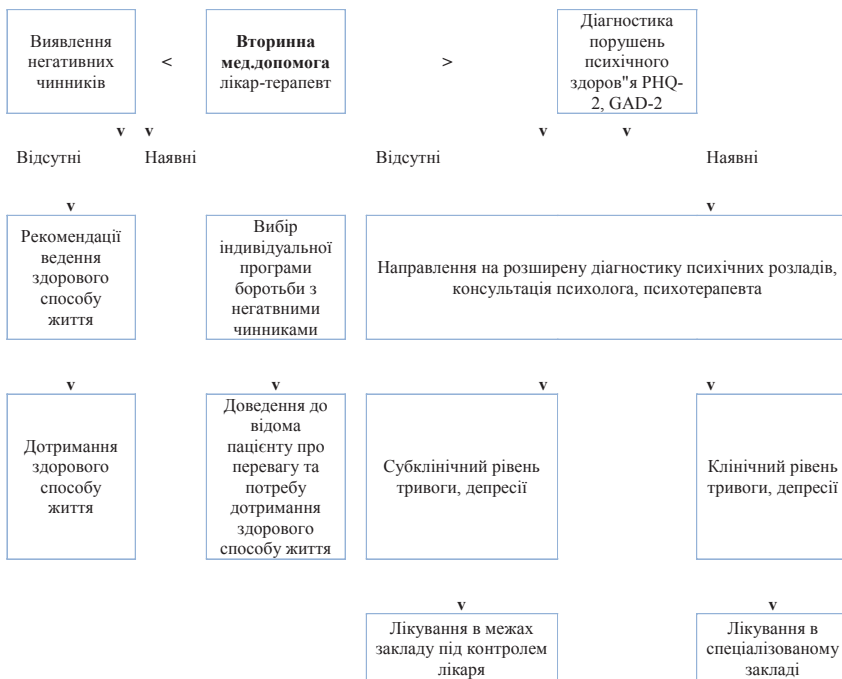 Виявлення
негативних
чинників
<
Вторинна
мед.допомога
лікар-терапевт
>
Діагностика
порушень
психічного
здоров"я PHQ-
2, GAD-2
v v
v v
Відсутні
Наявні
Відсутні
Наявні
v
v
Рекомендації
ведення
здорового
способу
життя
Вибір
індивідуальної
програми
боротьби з
негатвними
чинниками
Направлення на розширену діагностику психічних розладів,
консультація психолога, психотерапевта
v
v
v
v
Дотримання
здорового
способу
життя
Доведення до
відома
пацієнту про
перевагу та
потребу
дотримання
здорового
способу життя
Субклінічний рівень
тривоги, депресії
Клінічний рівень
тривоги, депресії
v
v
Лікування в межах
закладу під контролем
лікаря
Лікування в
спеціалізованому
закладі